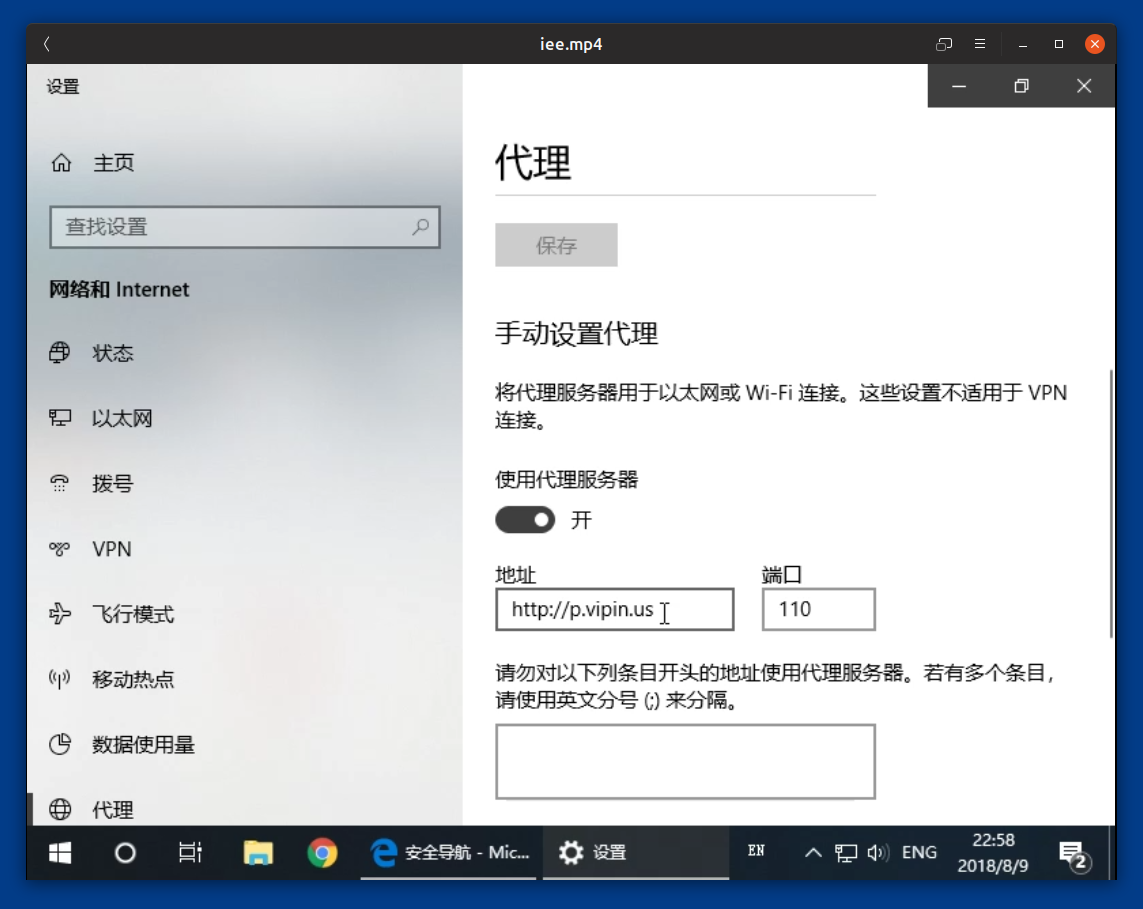 iee.mp4
设置
主页
查找设置
网络和 Internet
状态
以太网
拨号
VPN
飞行模式
移动热点
数据使用量
代理
代理
保存
手动设置代理
将代理服务器用于以太网或 Wi-Fi 连接。这些设置不适用于 VPN
连接。
使用代理服务器
开
地址
端口
http://p.vipin.us
110
请勿对以下列条目开头的地址使用代理服务器。若有多个条目，
请使用英文分号 (;) 来分隔。
安全导航 - Mic...
设置
EN
ENG
22:58
2018/8/9
2